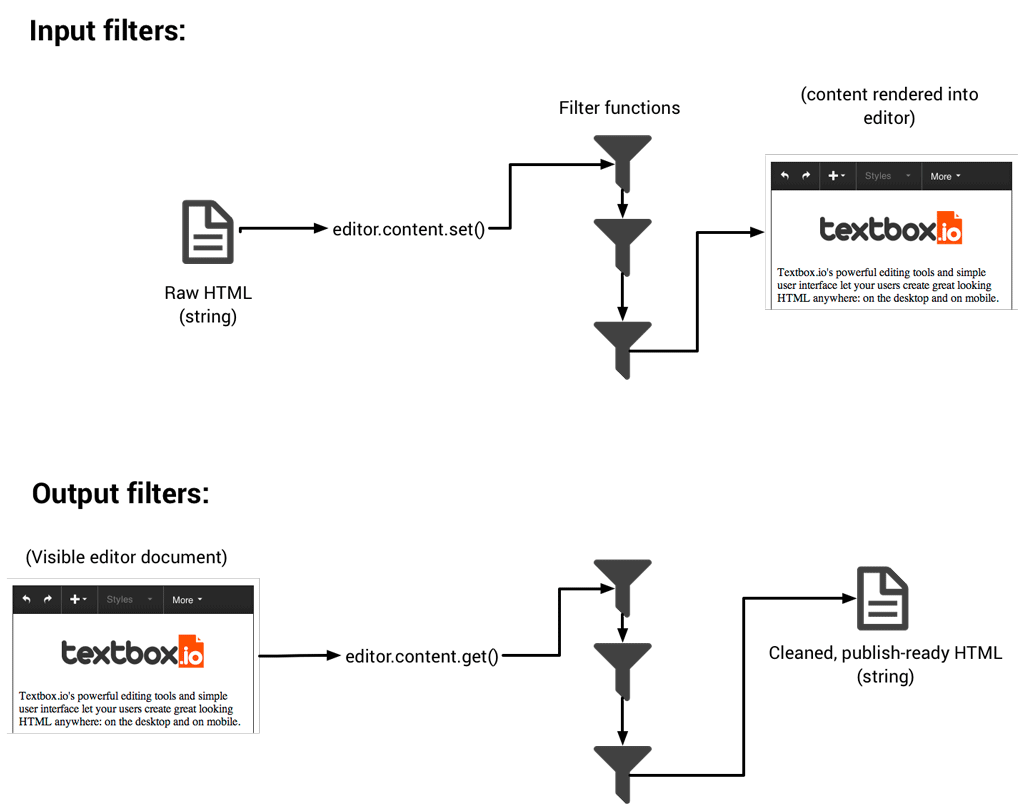 Input filters:
Filter functions
(content rendered into
editor)
Styles
More
textbox.io
Textbox.io's powerful editing tools and simple
user interface let your users create great looking
HTML anywhere: on the desktop and on mobile.
editor.content.set()
Raw HTML
(string)
Output filters:
(Visible editor document)
Styles
More
textbox.io
Textbox.io's powerful editing tools and simple
user interface let your users create great looking
HTML anywhere: on the desktop and on mobile.
editor.content.get()
Cleaned, publish-ready HTML
(string)